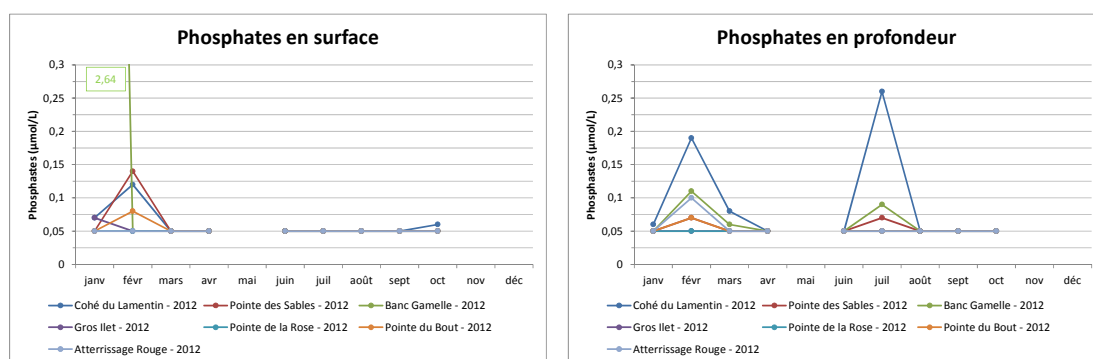 Phosphates en surface
Phosphastes (µmol/L)
0,3
0,25
0,2
0,15
0,1
0,05
0
2,64
janv févr mars avr mai juin juil août sept oct nov déc
Cohé du Lamentin - 2012 Pointe des Sables - 2012 Banc Gamelle - 2012
Gros Ilet - 2012 Pointe de la Rose - 2012 Pointe du Bout - 2012
Atterrissage Rouge - 2012
Phosphates en profondeur
Phosphastes (µmol/L)
0,3
0,25
0,2
0,15
0,1
0,05
0
janv févr mars avr mai juin juil août sept oct nov déc
Cohé du Lamentin - 2012 Pointe des Sables - 2012 Banc Gamelle - 2012
Gros Ilet - 2012 Pointe de la Rose - 2012 Pointe du Bout - 2012
Atterrissage Rouge - 2012